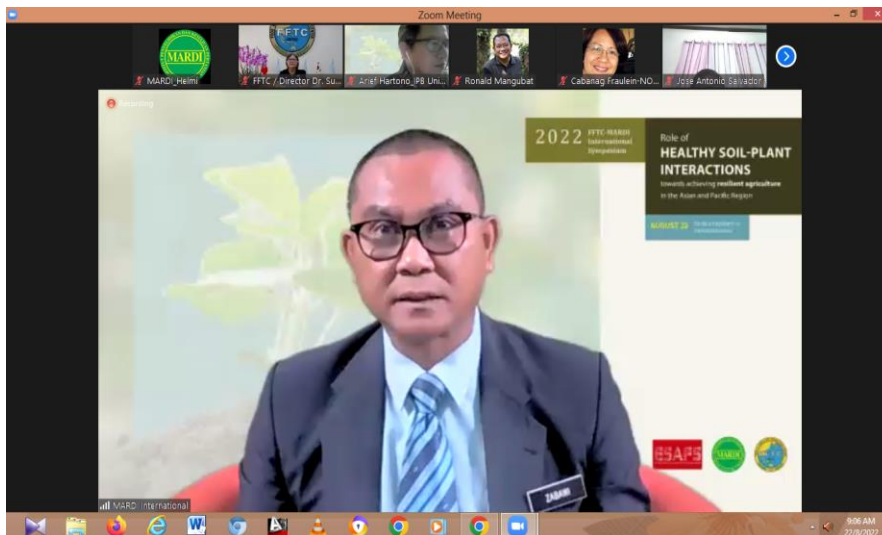 Zoom Meeting
MARDI
MARDI_Helmi
FFTC
FFTC / Director Dr. Su...
Arief Hartono_IPB Uni...
Ronald Mangubat
Cabanag Fraulein-NO...
Jose Antonio Salvador
Recording
2022 FFTC-MARDI
International
Symposium
Role of
HEALTHY SOIL-PLANT
INTERACTIONS
towards achieving resilient agriculture
in the Asian and Pacific Region
AUGUST 22
ESAFS
MARDI
ZABAWI
MARDI International
9:06 AM
22/8/2022